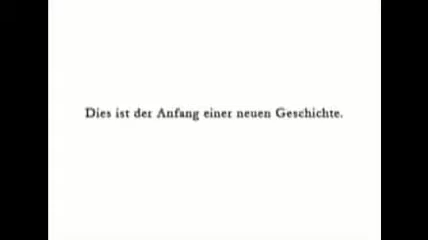 Dies ist der Anfang einer neuen Geschichte.